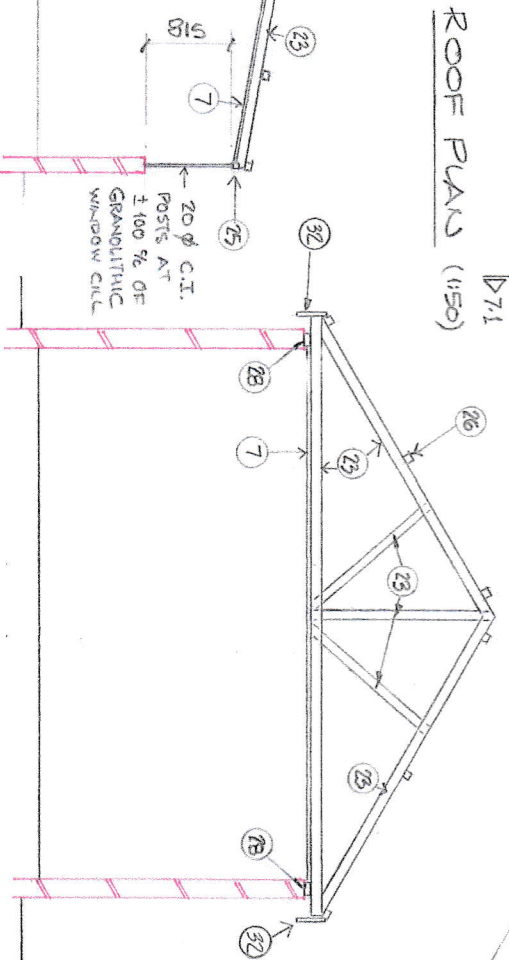 ROOF PLAN (1:50)
▷7.1
815
23
7
25
20 ø C.I.
POSTS AT
± 100 % OF
GRANOLITHIC
WINDOW CILL
32
28
7
23
26
23
23
28
32